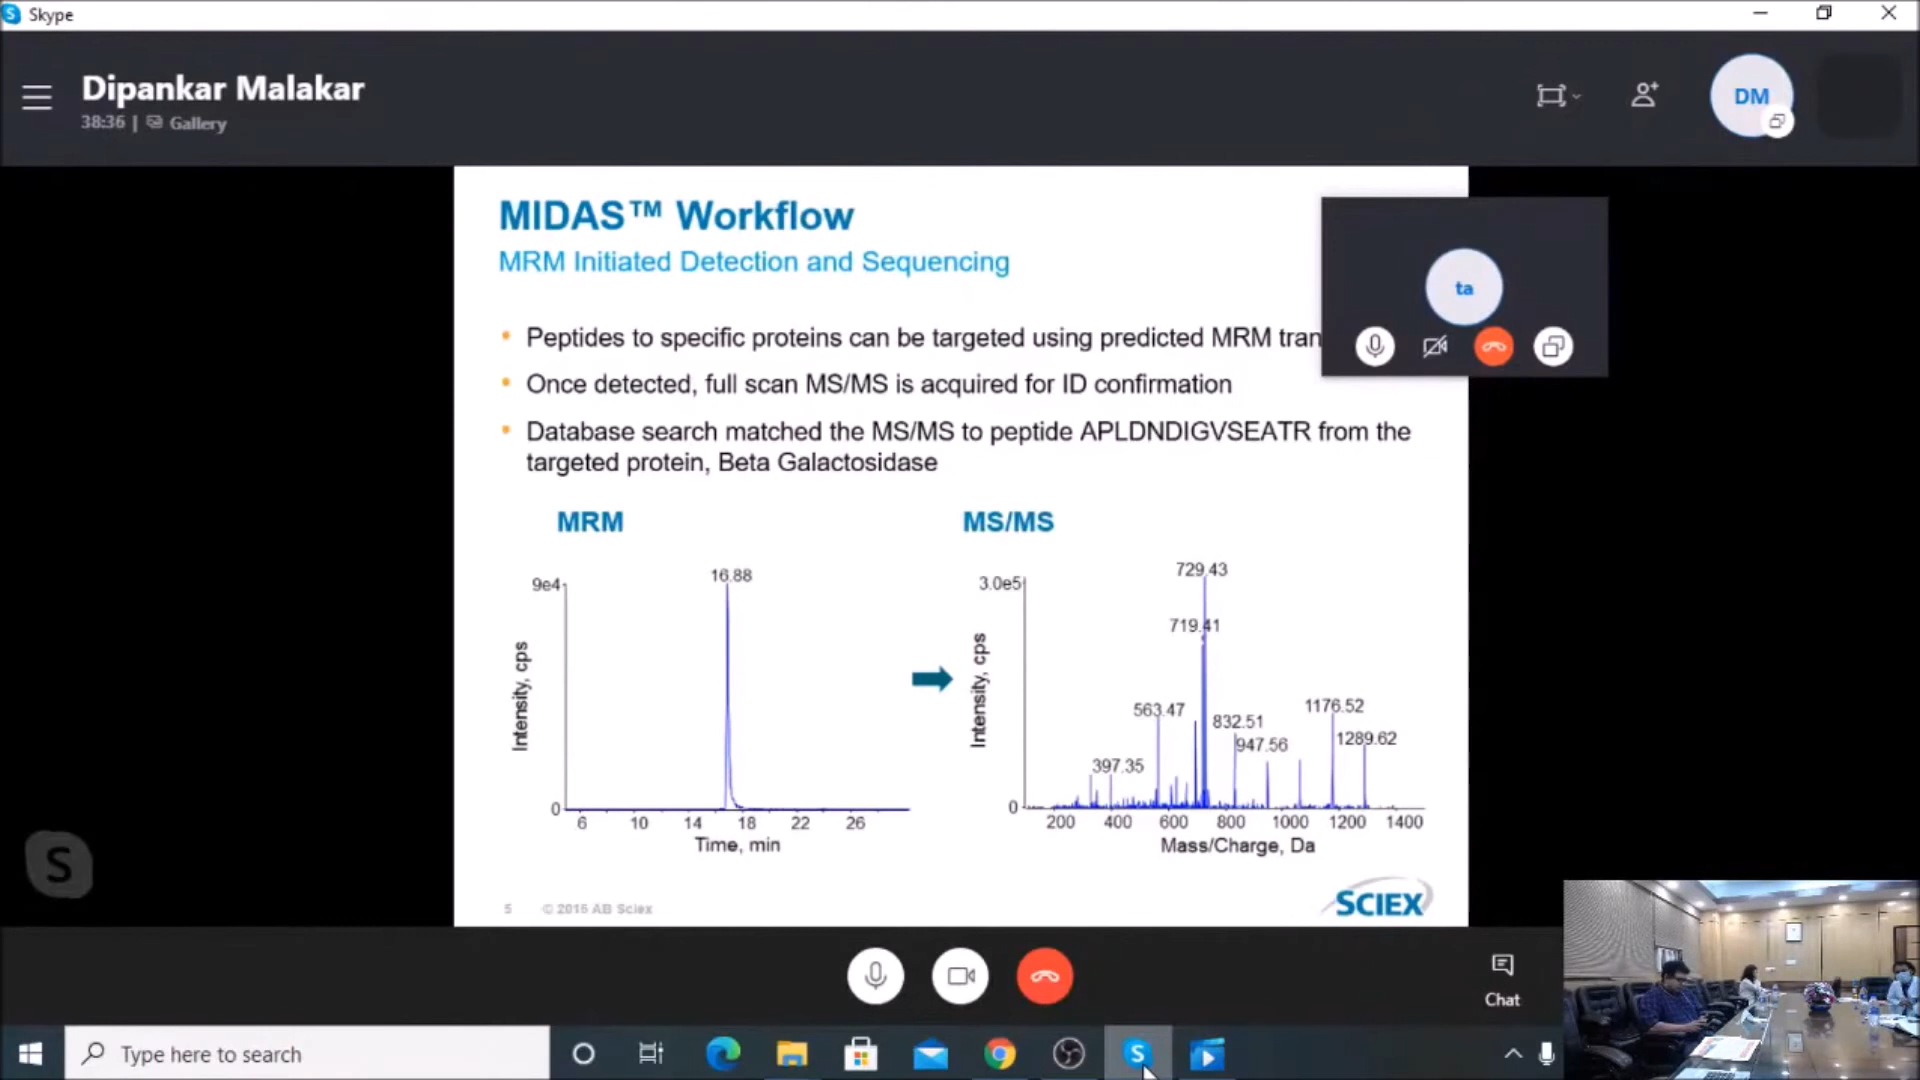 Skype
Dipankar Malakar
38:36 | Gallery
DM
MIDAS™ Workflow
MRM Initiated Detection and Sequencing
ta
• Peptides to specific proteins can be targeted using predicted MRM tran
• Once detected, full scan MS/MS is acquired for ID confirmation
• Database search matched the MS/MS to peptide APLDNDIGVSEATR from the
targeted protein, Beta Galactosidase
MRM
MS/MS
9e4
16.88
0
6 10 14 18 22 26
Time, min
Intensity, cps
3.0e5
729.43
719.41
563.47
832.51
947.56
1176.52
1289.62
397.35
0
200 400 600 800 1000 1200 1400
Mass/Charge, Da
Intensity, cps
5 © 2015 AB Sciex
SCIEX
Chat
Type here to search